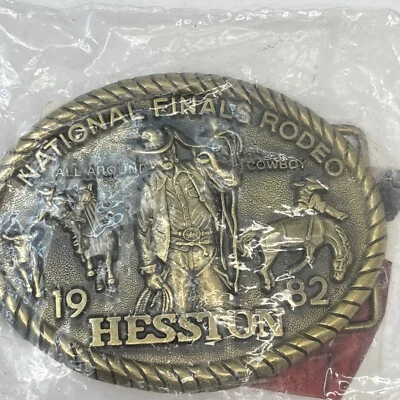 NATIONAL FINALS RODEO
ALL AROUND COWBOY
19 82
HESSTON